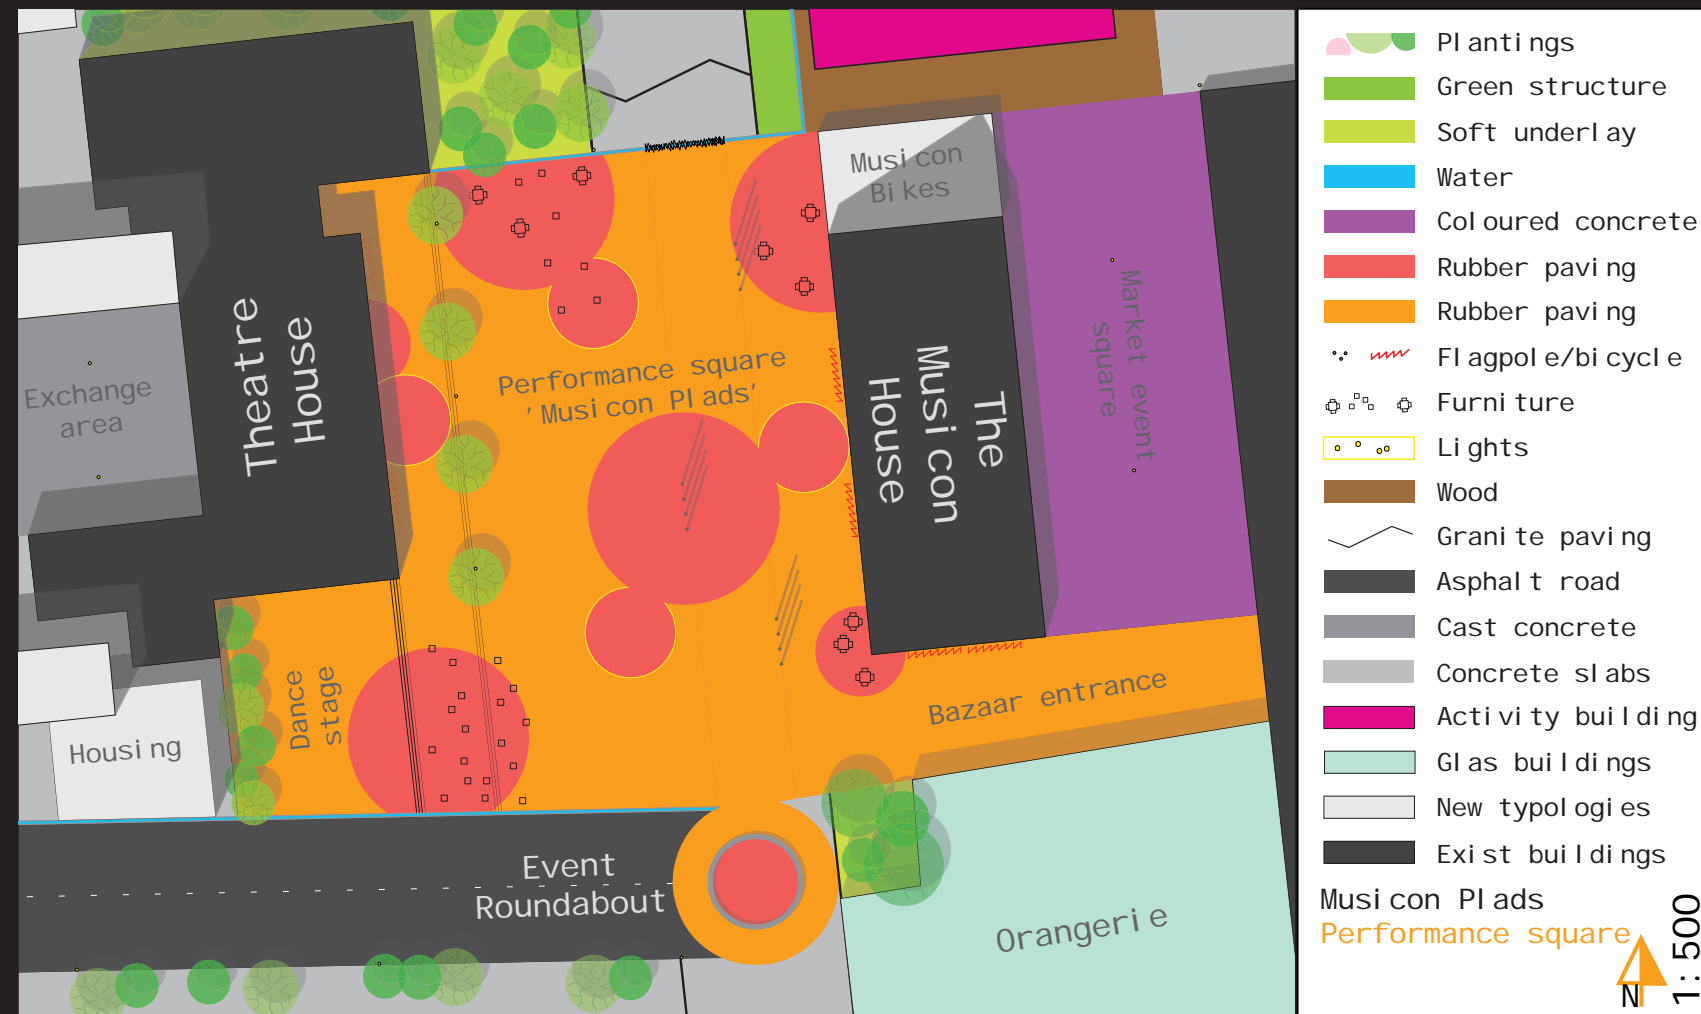 Musicon
Bikes
Theatre
House
Exchange
area
Performance square
'Musicon Plads'
The
Musicon
House
Market event
square
Dance
stage
Housing
Bazaar entrance
Event
Roundabout
Orangerie
Plantings
Green structure
Soft underlay
Water
Coloured concrete
Rubber paving
Rubber paving
Flagpole/bicycle
Furniture
Lights
Wood
Granite paving
Asphalt road
Cast concrete
Concrete slabs
Activity building
Glas buildings
New typologies
Exist buildings
Musicon Plads
Performance square
N
1:500